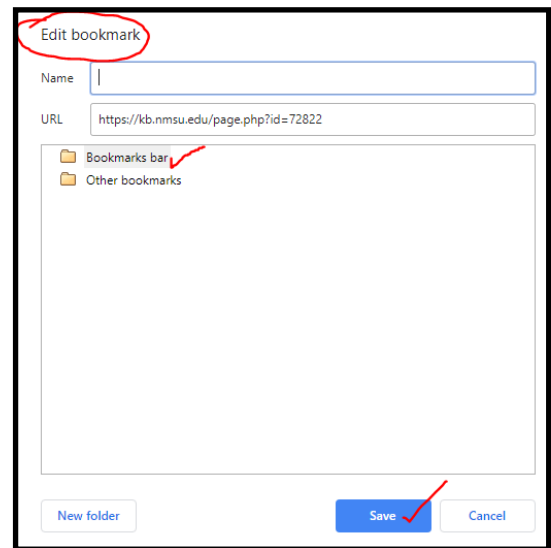 Edit bookmark
Name
URL https://kb.nmsu.edu/page.php?id=72822
Bookmarks bar
Other bookmarks
New folder Save Cancel